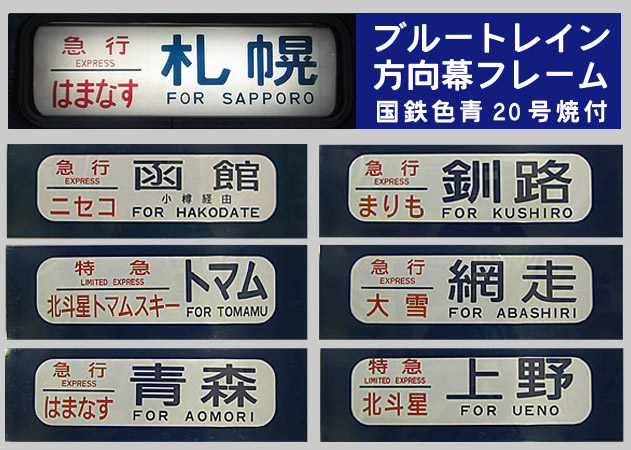 急行
EXPRESS
はまなす
札幌
FOR SAPPORO
ブルートレイン
方向幕フレーム
国鉄色青20号焼付
急行
EXPRESS
ニセコ
函館
小樽経由
FOR HAKODATE
急行
EXPRESS
まりも
釧路
FOR KUSHIRO
特急
LIMITED EXPRESS
北斗星トマムスキー
トマム
FOR TOMAMU
急行
EXPRESS
大雪
網走
FOR ABASHIRI
急行
EXPRESS
はまなす
青森
FOR AOMORI
特急
LIMITED EXPRESS
北斗星
上野
FOR UENO